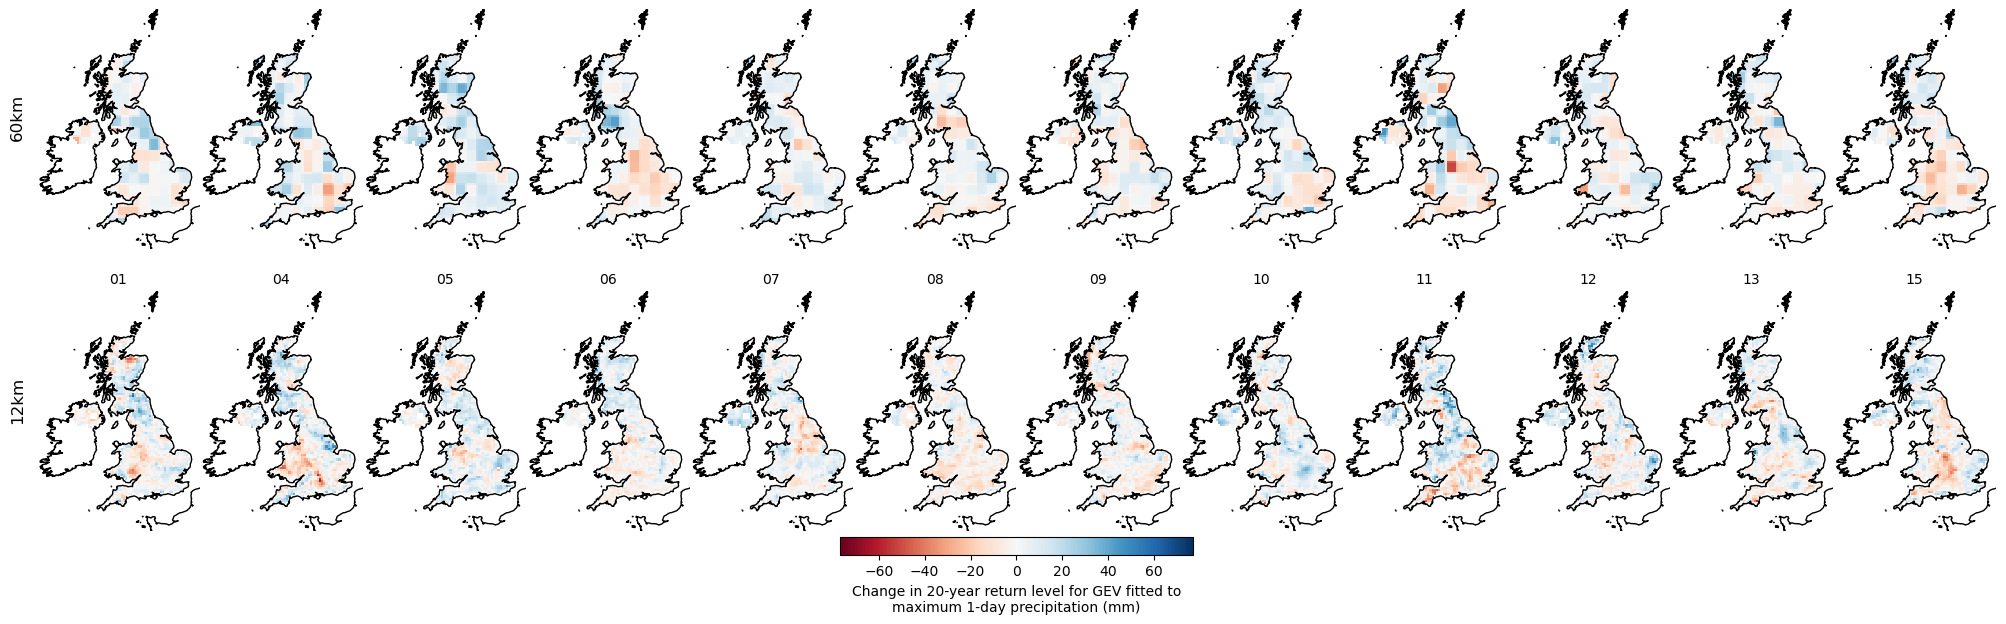 60km
01 04 05 06 07 08 09 10 11 12 13 15
12km
−60 −40 −20 0 20 40 60
Change in 20-year return level for GEV fitted to
maximum 1-day precipitation (mm)